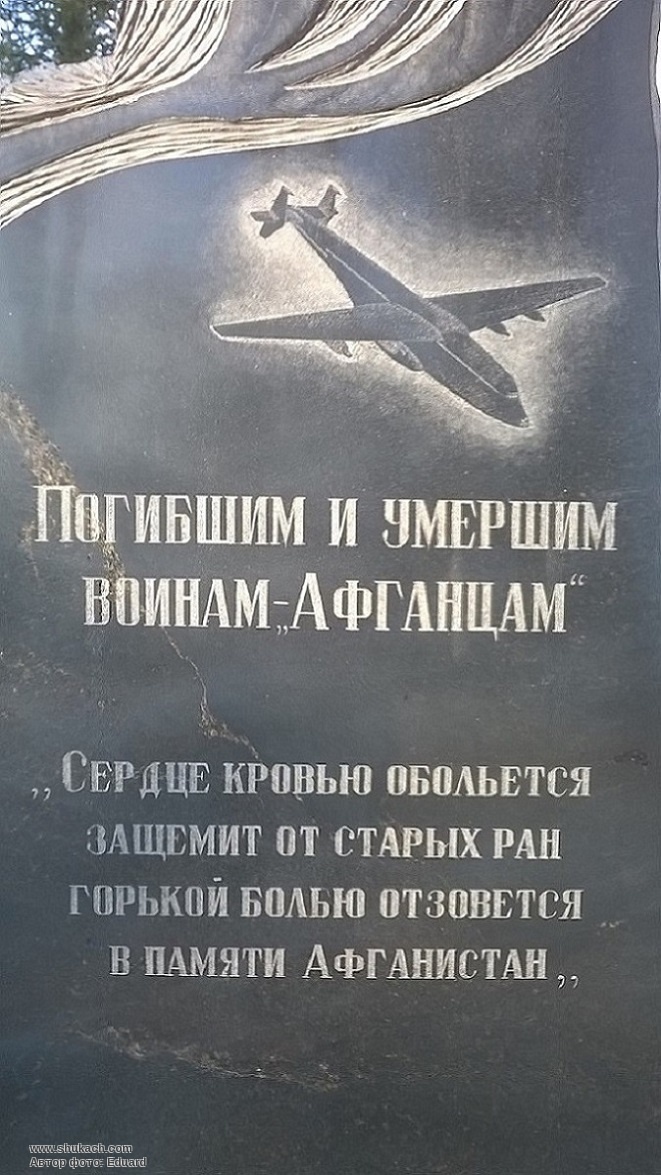 Погибшим и умершим
воинам-„Афганцам“
„Сердце кровью обольется
защемит от старых ран
горькой болью отзовется
в памяти Афганистан„
www.shukach.com
Автор фото: Eduard